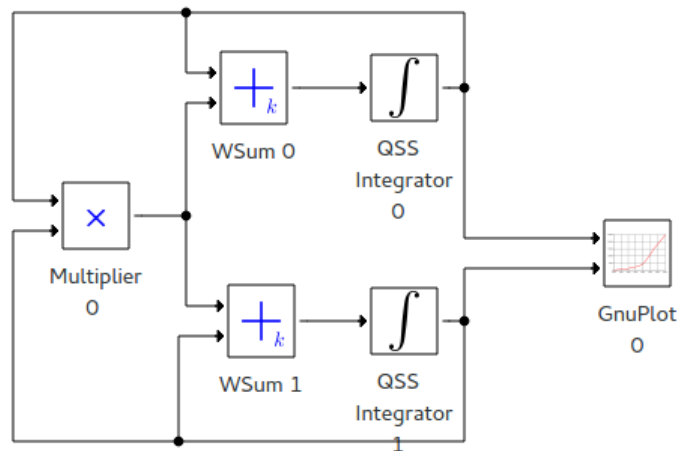 k
WSum 0
QSS
Integrator
0
×
Multiplier
0
k
WSum 1
QSS
Integrator
1
GnuPlot
0